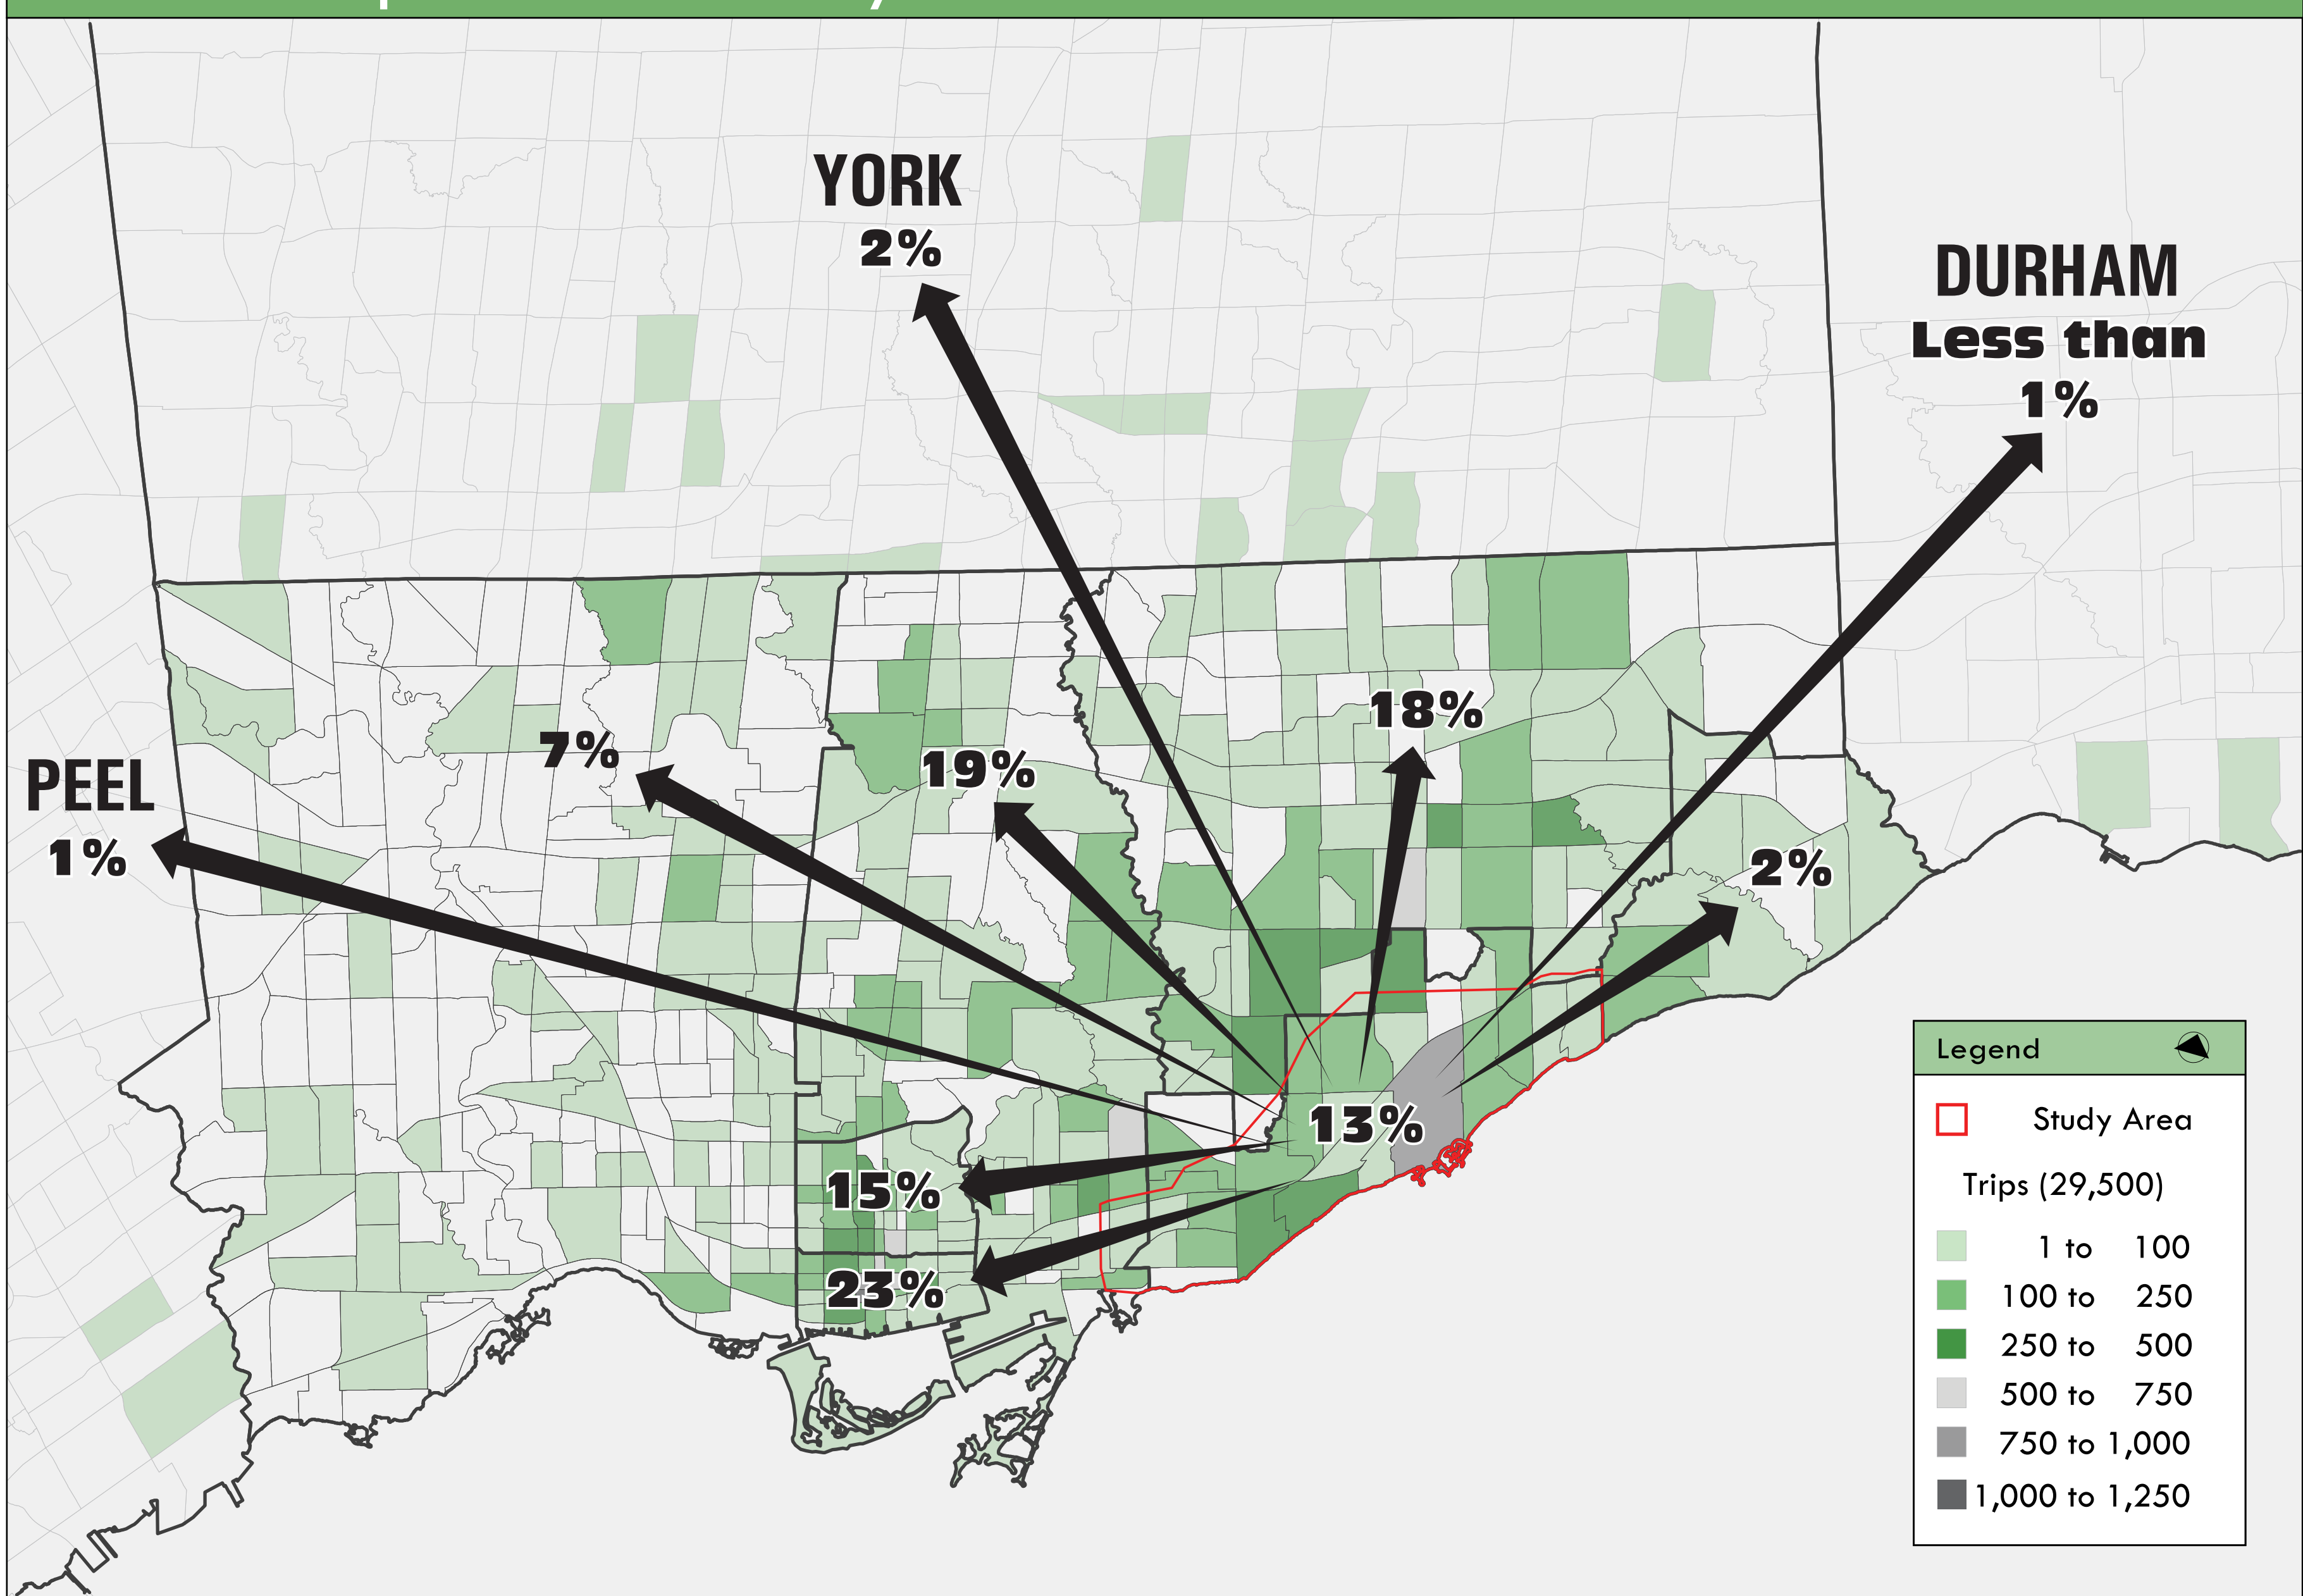 YORK
2%
DURHAM
Less than
1%
18%
7%
19%
PEEL
1%
2%
13%
15%
23%
Legend
Study Area
Trips (29,500)
1 to 100
100 to 250
250 to 500
500 to 750
750 to 1,000
1,000 to 1,250